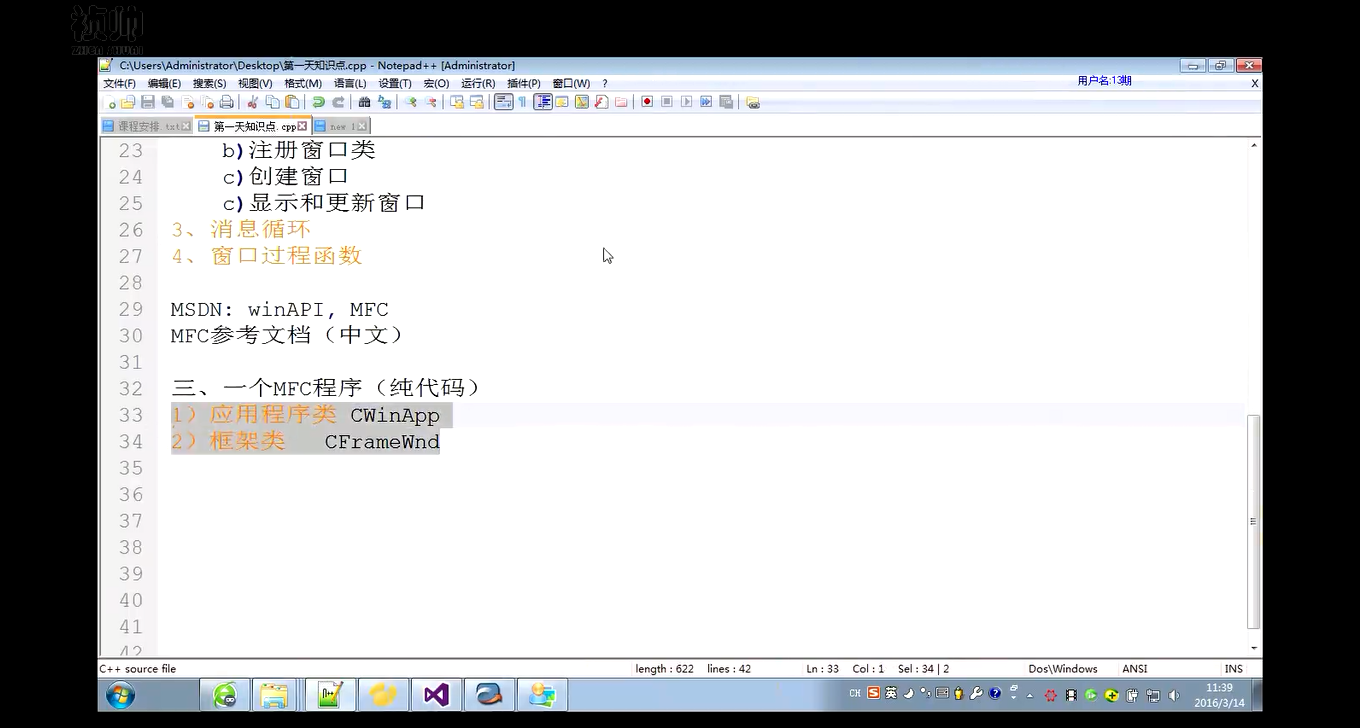 祯帅
ZHEN SHUAI
C:\Users\Administrator\Desktop\第一天知识点.cpp - Notepad++ [Administrator]
文件(F) 编辑(E) 搜索(S) 视图(V) 格式(M) 语言(L) 设置(T) 宏(O) 运行(R) 插件(P) 窗口(W) ?
用户名:13期
X
课程安排.txt 第一天知识点.cpp new 1
23 b)注册窗口类
24 c)创建窗口
25 c)显示和更新窗口
26 3、消息循环
27 4、窗口过程函数
28
29 MSDN: winAPI, MFC
30 MFC参考文档（中文）
31
32 三、一个MFC程序（纯代码）
33 1）应用程序类 CWinApp
34 2）框架类 CFrameWnd
35
36
37
38
39
40
41
42
C++ source file length : 622 lines : 42 Ln : 33 Col : 1 Sel : 34 | 2 Dos\Windows ANSI INS
CH S 英
11:39
2016/3/14